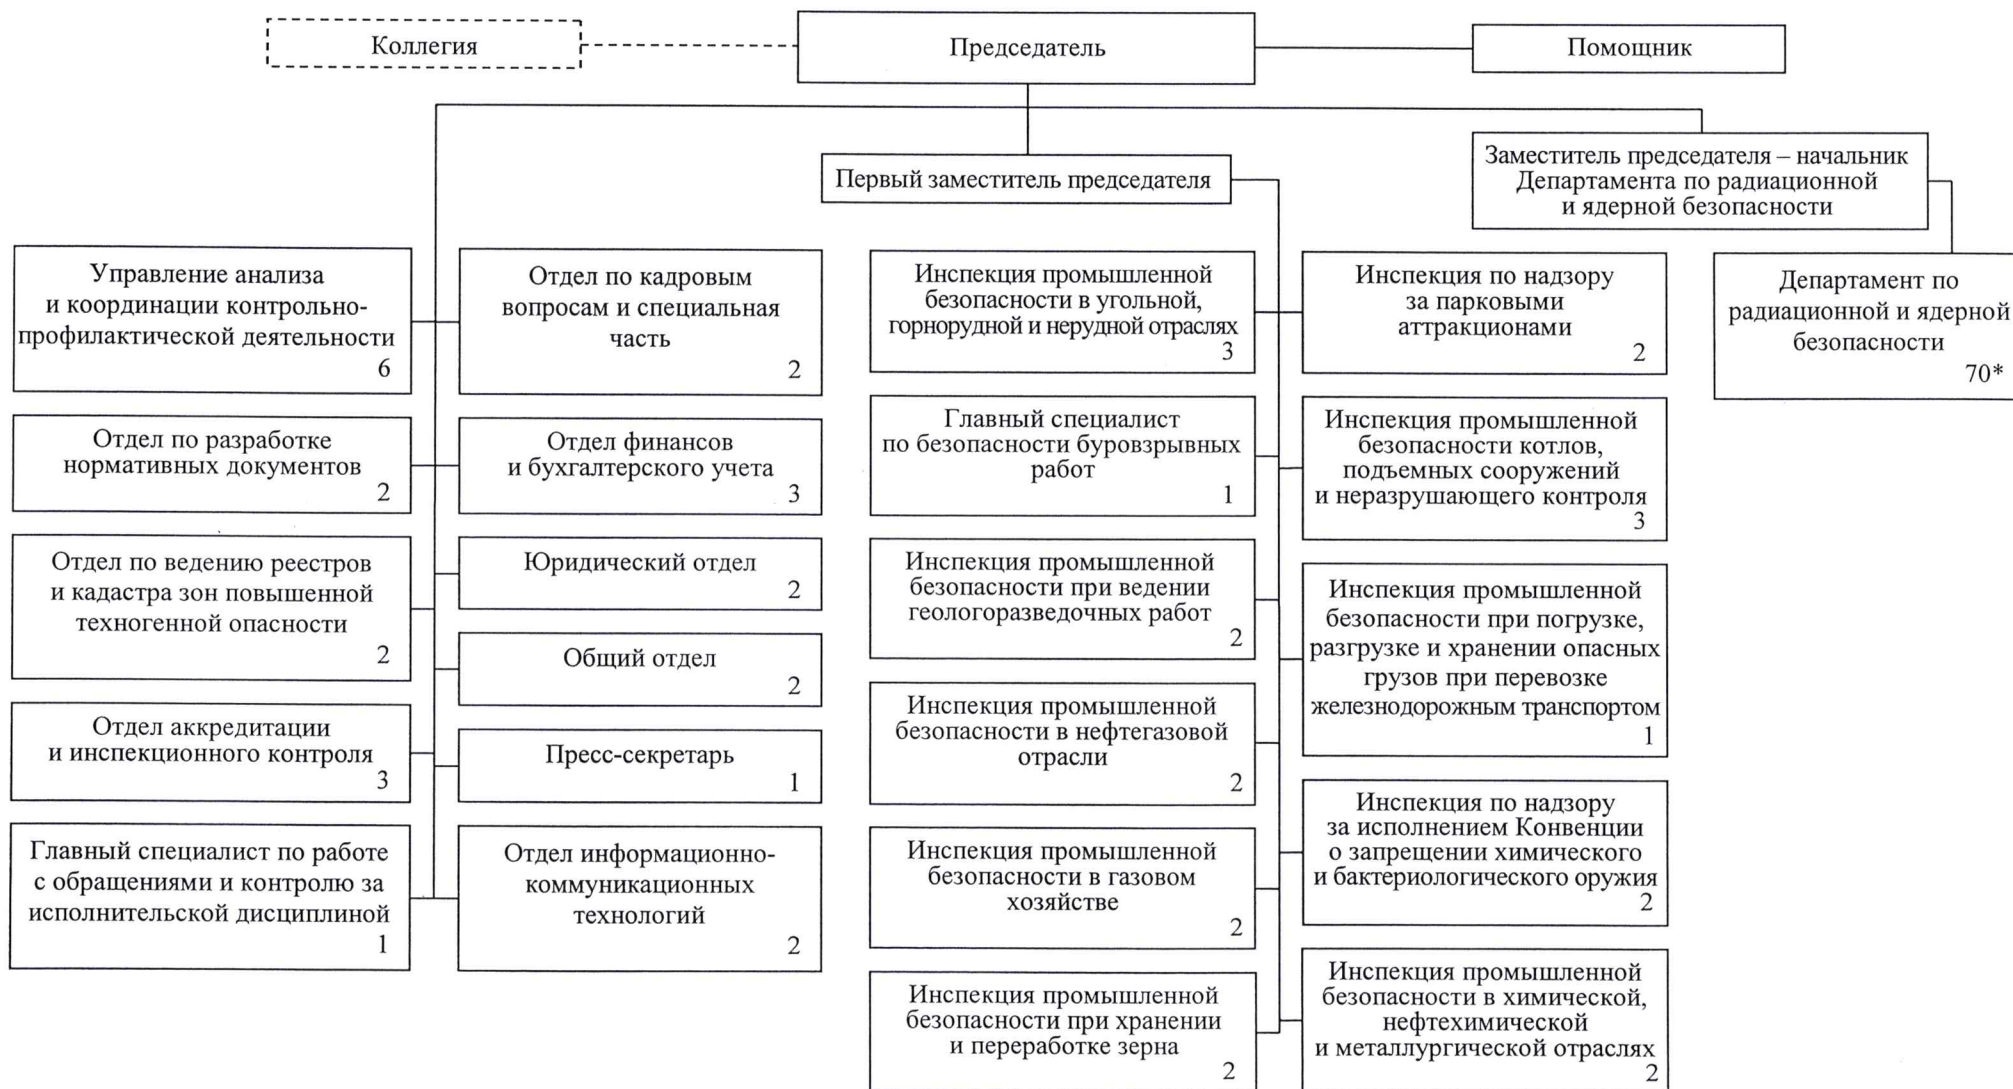 Коллегия
Председатель
Помощник
Первый заместитель председателя
Заместитель председателя – начальник
Департамента по радиационной
и ядерной безопасности
Управление анализа
и координации контрольно-
профилактической деятельности
6
Отдел по кадровым
вопросам и специальная
часть
2
Инспекция промышленной
безопасности в угольной,
горнорудной и нерудной отраслях
3
Инспекция по надзору
за парковыми
аттракционами
2
Департамент по
радиационной и ядерной
безопасности
70*
Отдел по разработке
нормативных документов
2
Отдел финансов
и бухгалтерского учета
3
Главный специалист
по безопасности буровзрывных
работ
1
Инспекция промышленной
безопасности котлов,
подъемных сооружений
и неразрушающего контроля
3
Отдел по ведению реестров
и кадастра зон повышенной
техногенной опасности
2
Юридический отдел
2
Инспекция промышленной
безопасности при ведении
геологоразведочных работ
2
Инспекция промышленной
безопасности при погрузке,
разгрузке и хранении опасных
грузов при перевозке
железнодорожным транспортом
1
Общий отдел
2
Отдел аккредитации
и инспекционного контроля
3
Пресс-секретарь
1
Инспекция промышленной
безопасности в нефтегазовой
отрасли
2
Инспекция по надзору
за исполнением Конвенции
о запрещении химического
и бактериологического оружия
2
Главный специалист по работе
с обращениями и контролю за
исполнительской дисциплиной
1
Отдел информационно-
коммуникационных
технологий
2
Инспекция промышленной
безопасности в газовом
хозяйстве
2
Инспекция промышленной
безопасности при хранении
и переработке зерна
2
Инспекция промышленной
безопасности в химической,
нефтехимической
и металлургической отраслях
2